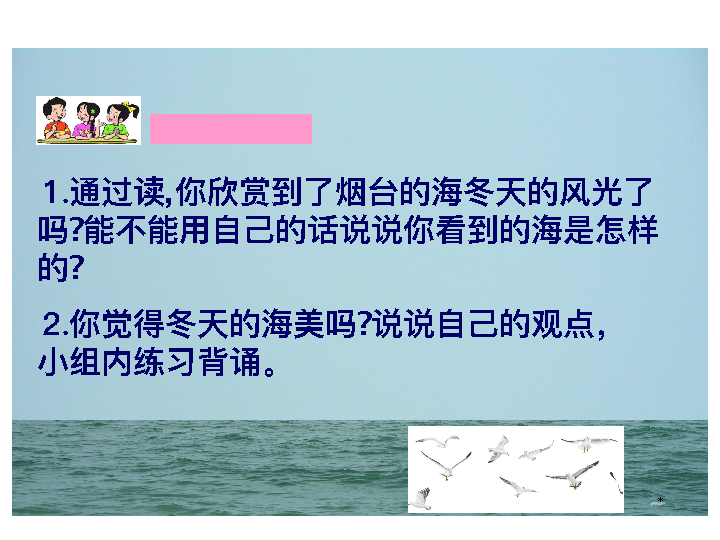 1.通过读,你欣赏到了烟台的海冬天的风光了
吗?能不能用自己的话说说你看到的海是怎样
的?
2.你觉得冬天的海美吗?说说自己的观点，
小组内练习背诵。
*